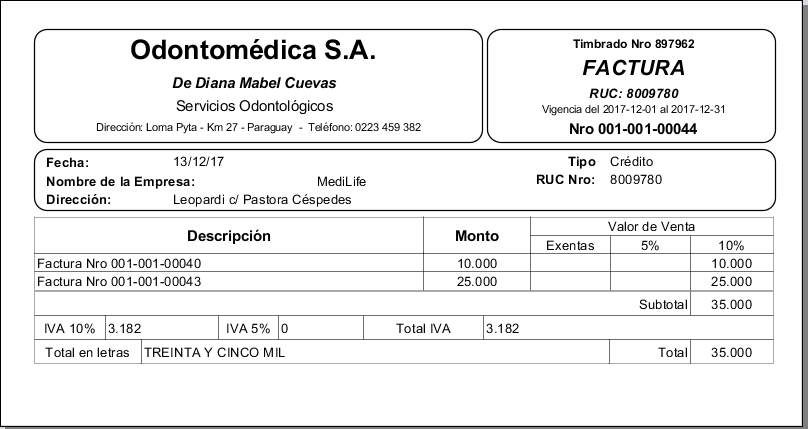 Odontomédica S.A.
De Diana Mabel Cuevas
Servicios Odontológicos
Dirección: Loma Pyta - Km 27 - Paraguay - Teléfono: 0223 459 382
Timbrado Nro 897962
FACTURA
RUC: 8009780
Vigencia del 2017-12-01 al 2017-12-31
Nro 001-001-00044
Fecha: 13/12/17 Tipo Crédito
Nombre de la Empresa: MediLife RUC Nro: 8009780
Dirección: Leopardi c/ Pastora Céspedes
Descripción Monto Valor de Venta
Exentas 5% 10%
Factura Nro 001-001-00040 10.000 10.000
Factura Nro 001-001-00043 25.000 25.000
Subtotal 35.000
IVA 10% 3.182 IVA 5% 0 Total IVA 3.182
Total en letras TREINTA Y CINCO MIL Total 35.000